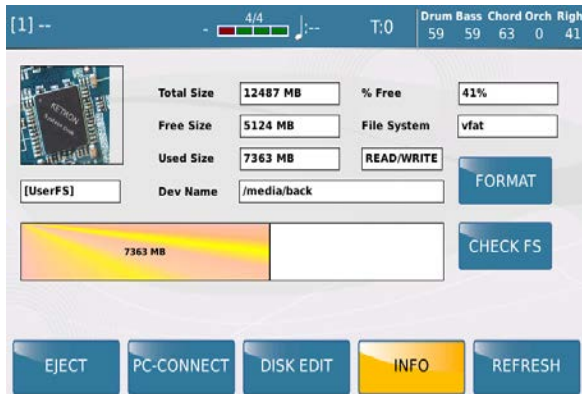 [1] --
- 4/4 ♩:--
T:0
Drum Bass Chord Orch Righ
59 59 63 0 41
KETRON
Total Size 12487 MB % Free 41%
Free Size 5124 MB File System vfat
Used Size 7363 MB READ/WRITE
[UserFS] Dev Name /media/back
FORMAT
7363 MB
CHECK FS
EJECT PC-CONNECT DISK EDIT INFO REFRESH